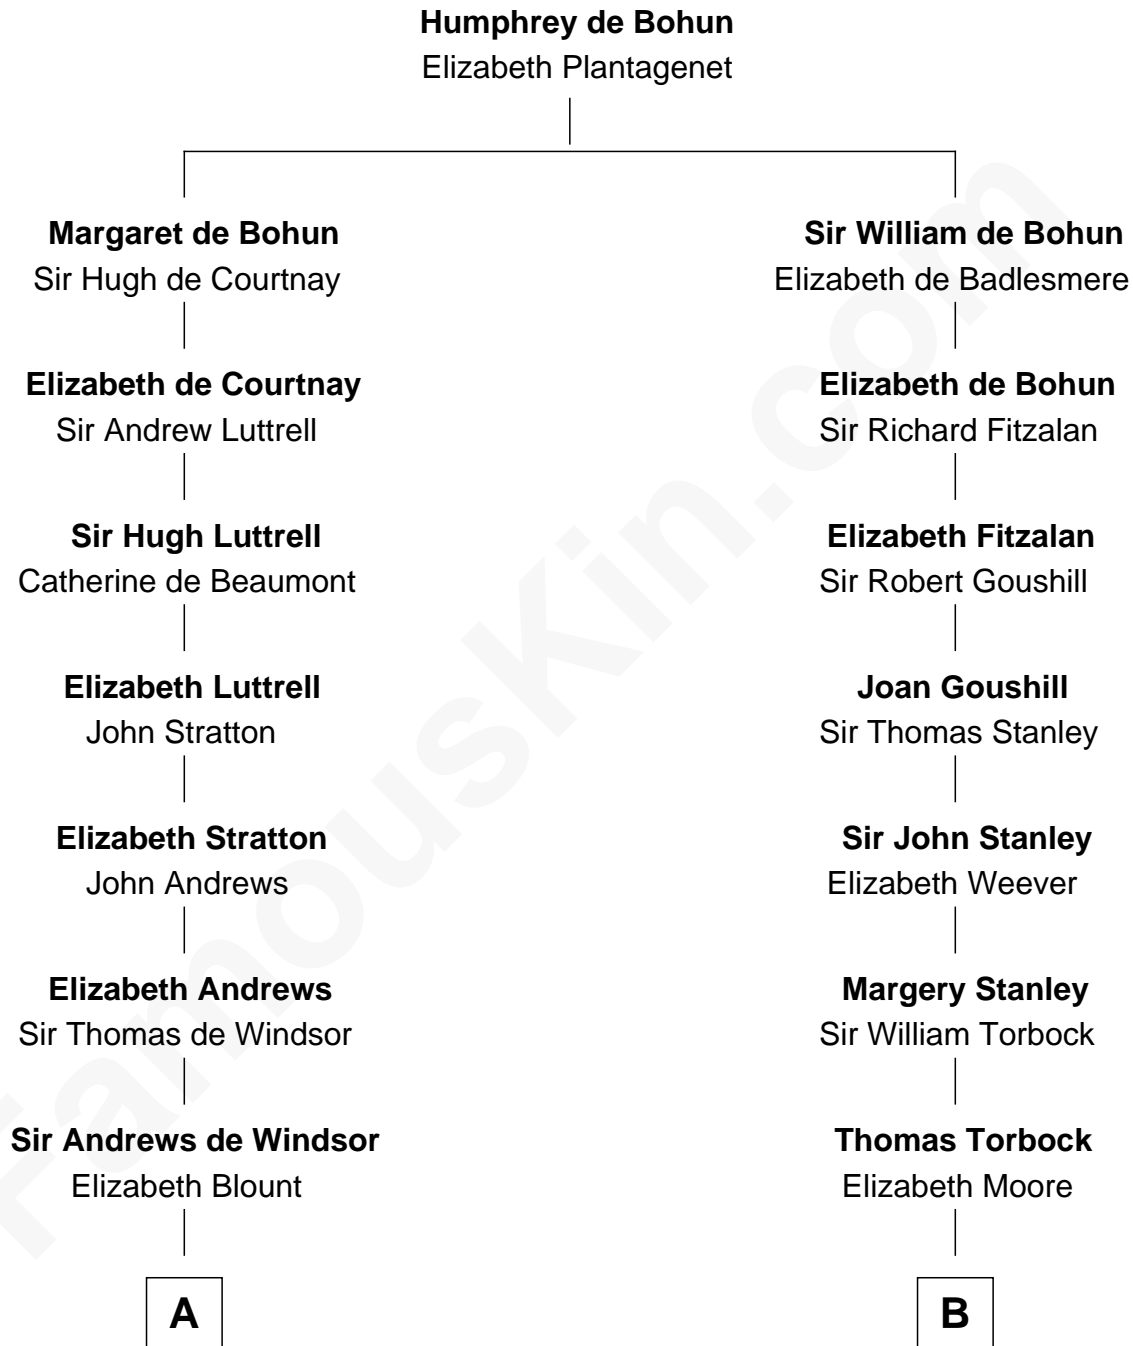 Humphrey de Bohun
Elizabeth Plantagenet
Margaret de Bohun
Sir Hugh de Courtnay
Sir William de Bohun
Elizabeth de Badlesmere
Elizabeth de Courtnay
Sir Andrew Luttrell
Elizabeth de Bohun
Sir Richard Fitzalan
Sir Hugh Luttrell
Catherine de Beaumont
Elizabeth Fitzalan
Sir Robert Goushill
Elizabeth Luttrell
John Stratton
Joan Goushill
Sir Thomas Stanley
Elizabeth Stratton
John Andrews
Sir John Stanley
Elizabeth Weever
Elizabeth Andrews
Sir Thomas de Windsor
Margery Stanley
Sir William Torbock
Sir Andrews de Windsor
Elizabeth Blount
Thomas Torbock
Elizabeth Moore
A
B
FamousKin.com